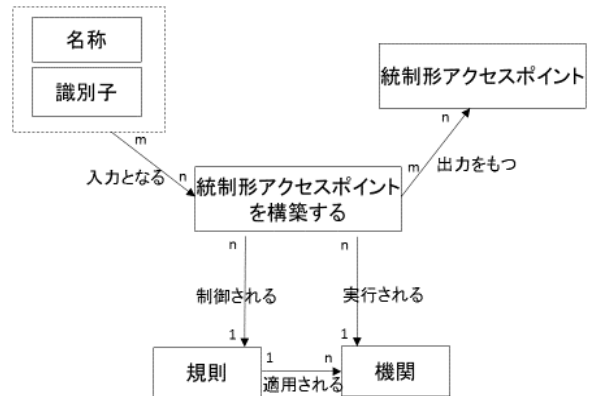 名称
識別子
統制形アクセスポイント
m
n
入力となる
n
m
出力をもつ
統制形アクセスポイント
を構築する
n
n
制御される
実行される
1
1
規則
1
n
適用される
機関